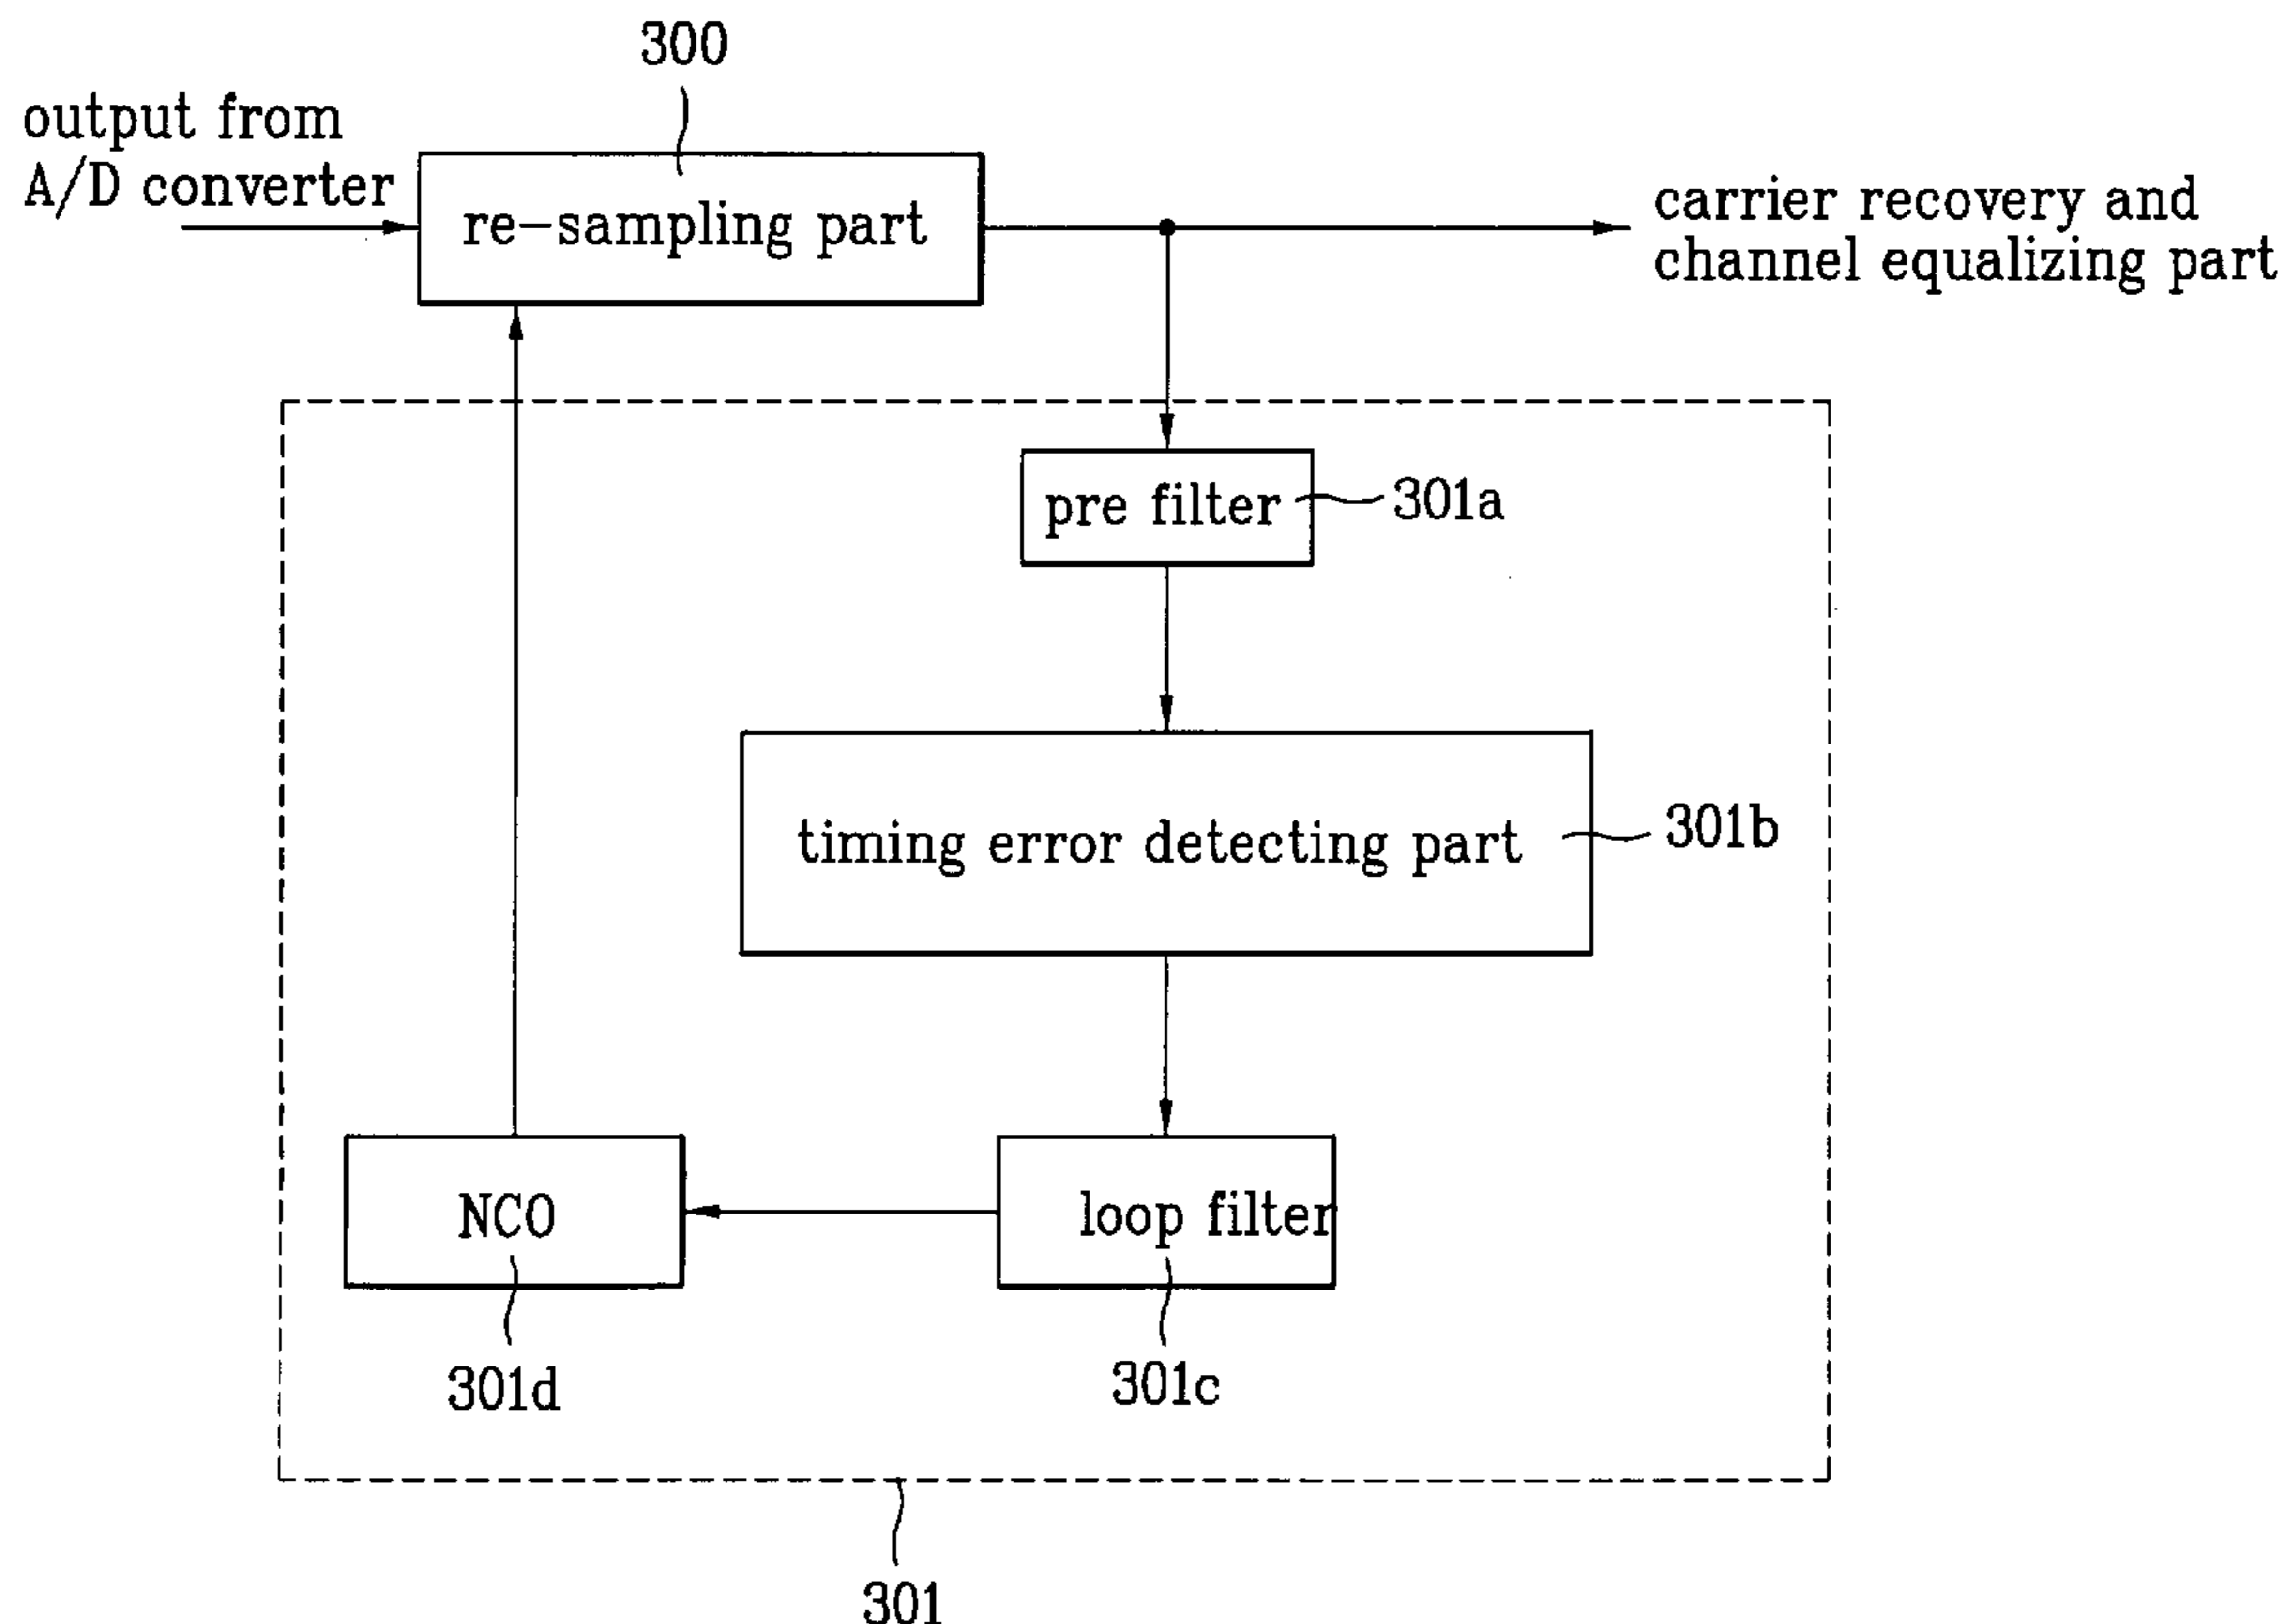 300
output from
A/D converter
re-sampling part
carrier recovery and
channel equalizing part
pre filter
301a
timing error detecting part
301b
NCO
loop filter
301d
301c
301